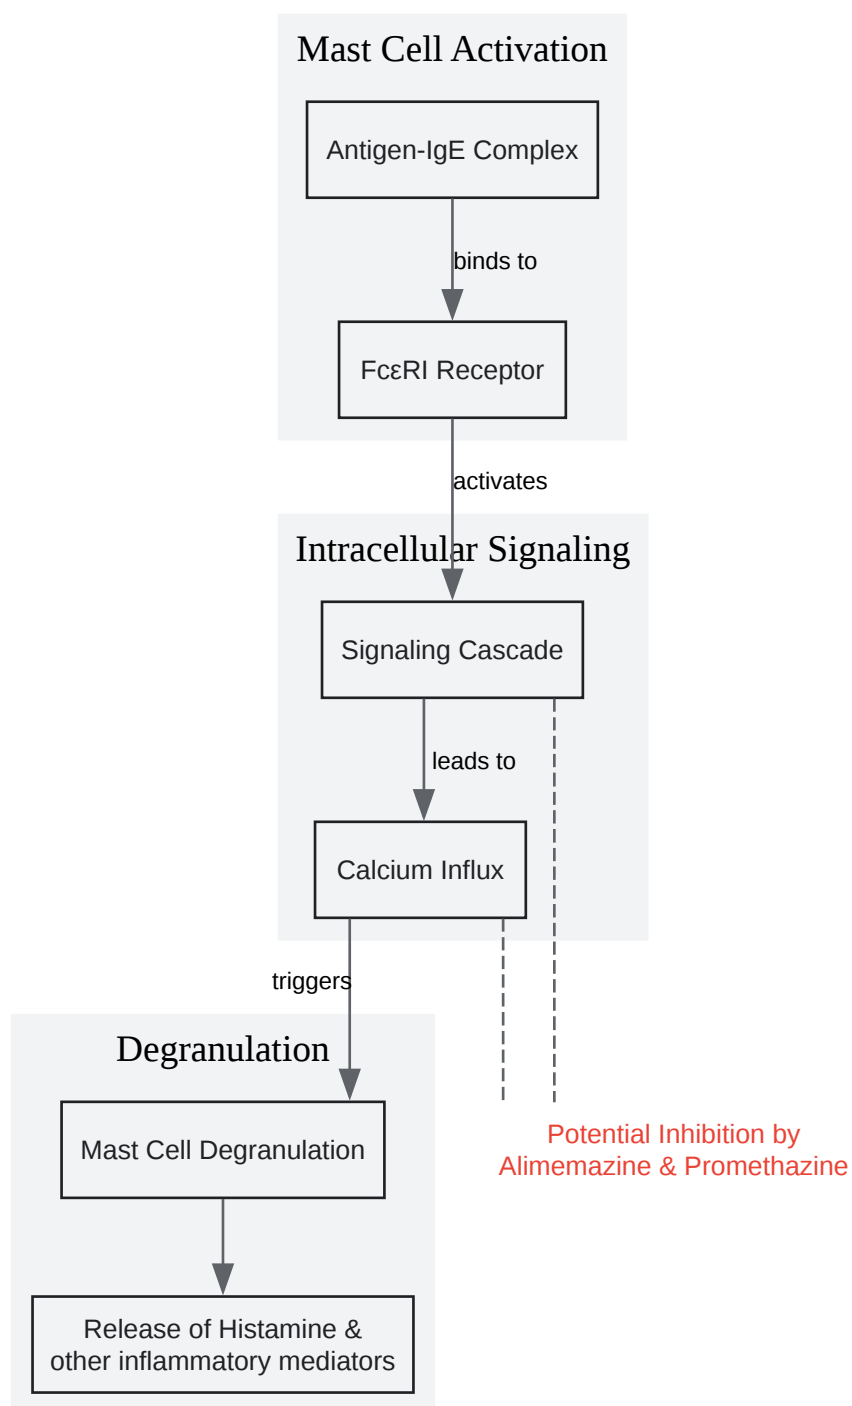 Mast Cell Activation
Antigen-IgE Complex
binds to
FcεRI Receptor
activates
Intracellular Signaling
Signaling Cascade
leads to
Calcium Influx
triggers
Degranulation
Mast Cell Degranulation
Potential Inhibition by
Alimemazine & Promethazine
Release of Histamine &
other inflammatory mediators